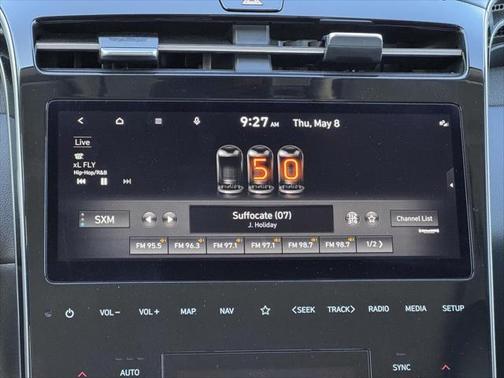 9:27 AM Thu, May 8
Live
xL FLY
Hip-Hop/R&B
50
SXM
Suffocate (07)
J. Holiday
Channel List
FM 95.5 FM 96.3 FM 97.1 FM 97.1 FM 98.7 FM 98.7 1/2 >
VOL− VOL+ MAP NAV <SEEK TRACK> RADIO MEDIA SETUP
AUTO SYNC